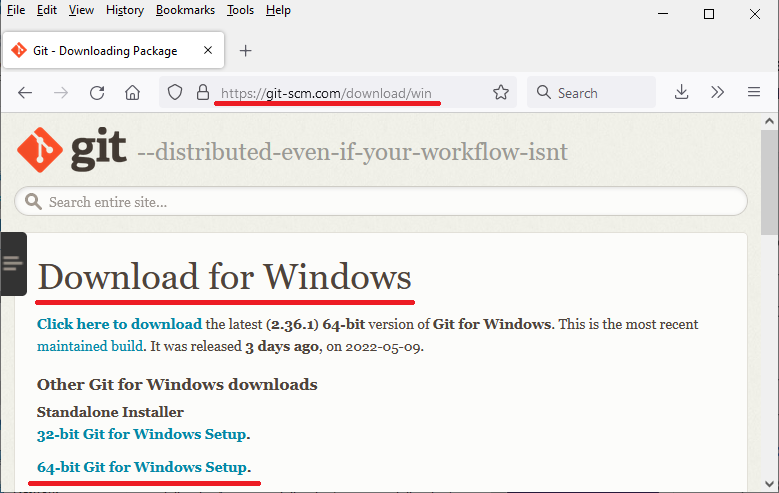 File Edit View History Bookmarks Tools Help
Git - Downloading Package
https://git-scm.com/download/win
Search
git --distributed-even-if-your-workflow-isnt
Search entire site...
Download for Windows
Click here to download the latest (2.36.1) 64-bit version of Git for Windows. This is the most recent
maintained build. It was released 3 days ago, on 2022-05-09.
Other Git for Windows downloads
Standalone Installer
32-bit Git for Windows Setup.
64-bit Git for Windows Setup.